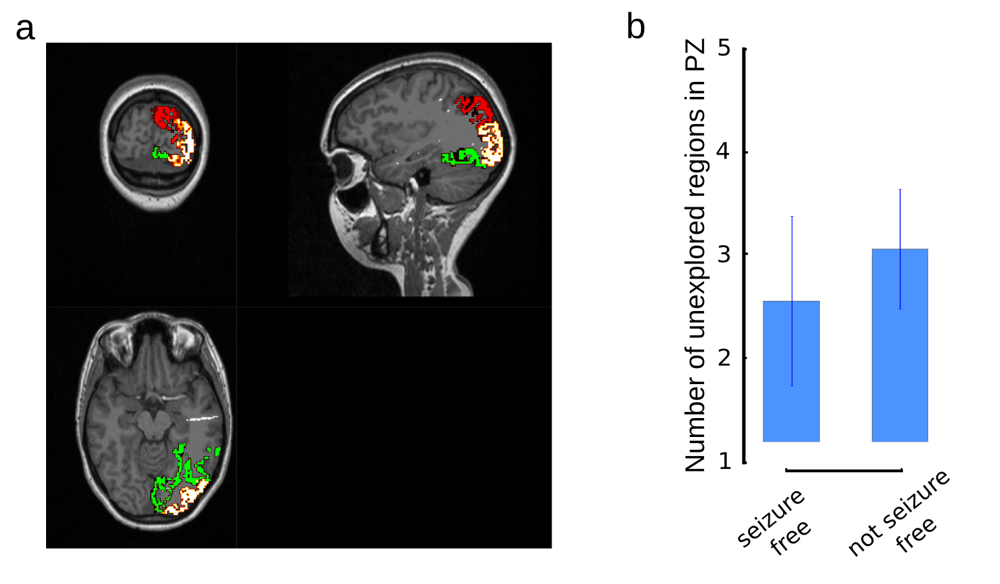 a
b
Number of unexplored regions in PZ
5
4
3
2
1
seizure
free
not seizure
free